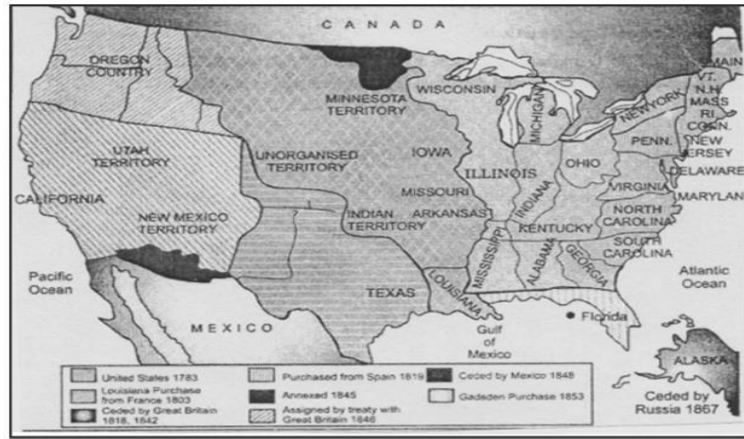 CANADA
OREGON
COUNTRY
MAIN
VT.
N.H.
MASS
RI
CONN.
NEW
JERSEY
NEWYORK
MINNESOTA
TERRITORY
WISCONSIN
MICHIGAN
UTAH
TERRITORY
UNORGANISED
TERRITORY
IOWA
ILLINOIS
INDIANA
OHIO
PENN.
DELAWARE
MARYLAN
VIRGINIA
CALIFORNIA
NEW MEXICO
TERRITORY
MISSOURI
INDIAN
TERRITORY
ARKANSAS
KENTUCKY
NORTH
CAROLINA
SOUTH
CAROLINA
MISSISSIPPI
ALABAMA
GEORGIA
Pacific
Ocean
TEXAS
LOUISIANA
Atlantic
Ocean
MEXICO
Gulf
of
Mexico
Florida
ALASKA
Ceded by
Russia 1867
United States 1783
Louisiana Purchase
from France 1803
Ceded by Great Britain
1818, 1842
Purchased from Spain 1819
Annexed 1845
Assigned by treaty with
Great Britain 1846
Ceded by Mexico 1848
Gadsden Purchase 1853